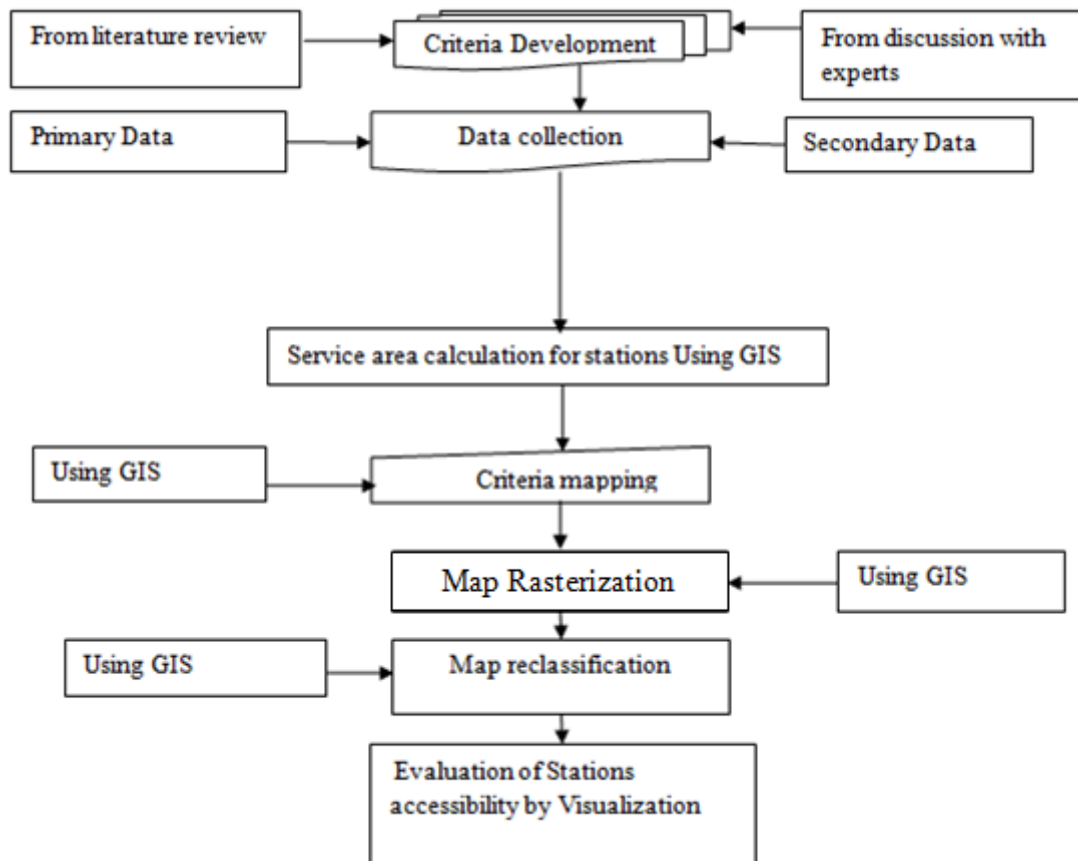 From literature review
Criteria Development
From discussion with
experts
Primary Data
Data collection
Secondary Data
Service area calculation for stations Using GIS
Using GIS
Criteria mapping
Map Rasterization
Using GIS
Using GIS
Map reclassification
Evaluation of Stations
accessibility by Visualization